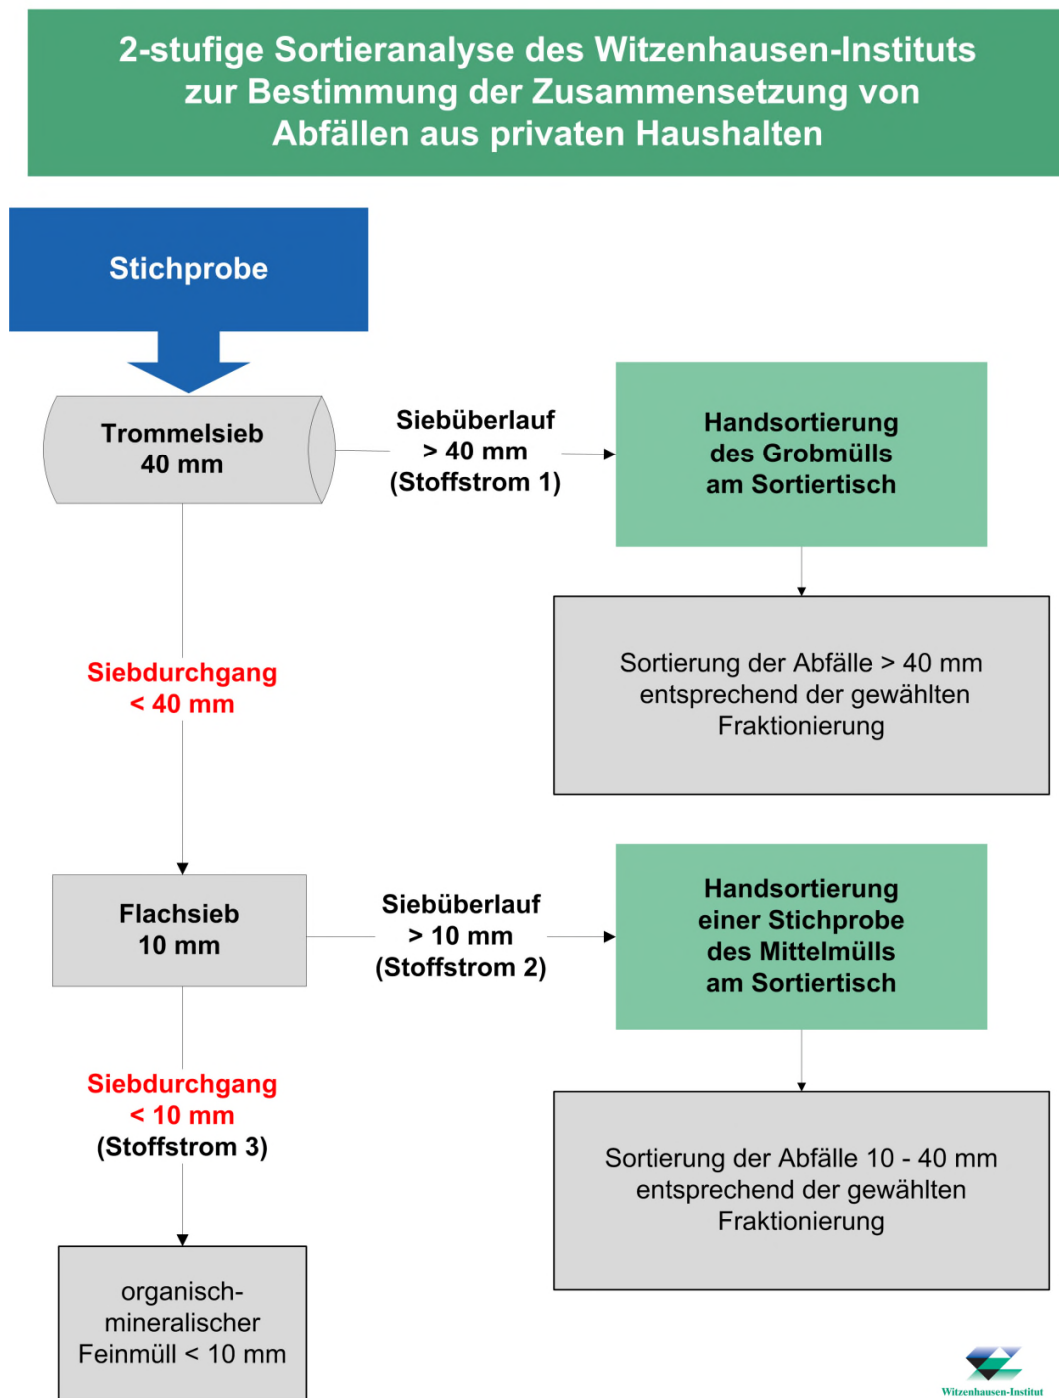 2-stufige Sortieranalyse des Witzenhausen-Instituts
zur Bestimmung der Zusammensetzung von
Abfällen aus privaten Haushalten
Stichprobe
Trommelsieb
40 mm
Siebüberlauf
> 40 mm
(Stoffstrom 1)
Handsortierung
des Grobmülls
am Sortiertisch
Sortierung der Abfälle > 40 mm
entsprechend der gewählten
Fraktionierung
Siebdurchgang
< 40 mm
Flachsieb
10 mm
Siebüberlauf
> 10 mm
(Stoffstrom 2)
Handsortierung
einer Stichprobe
des Mittelmülls
am Sortiertisch
Sortierung der Abfälle 10 - 40 mm
entsprechend der gewählten
Fraktionierung
Siebdurchgang
< 10 mm
(Stoffstrom 3)
organisch-
mineralischer
Feinmüll < 10 mm
Witzenhausen-Institut